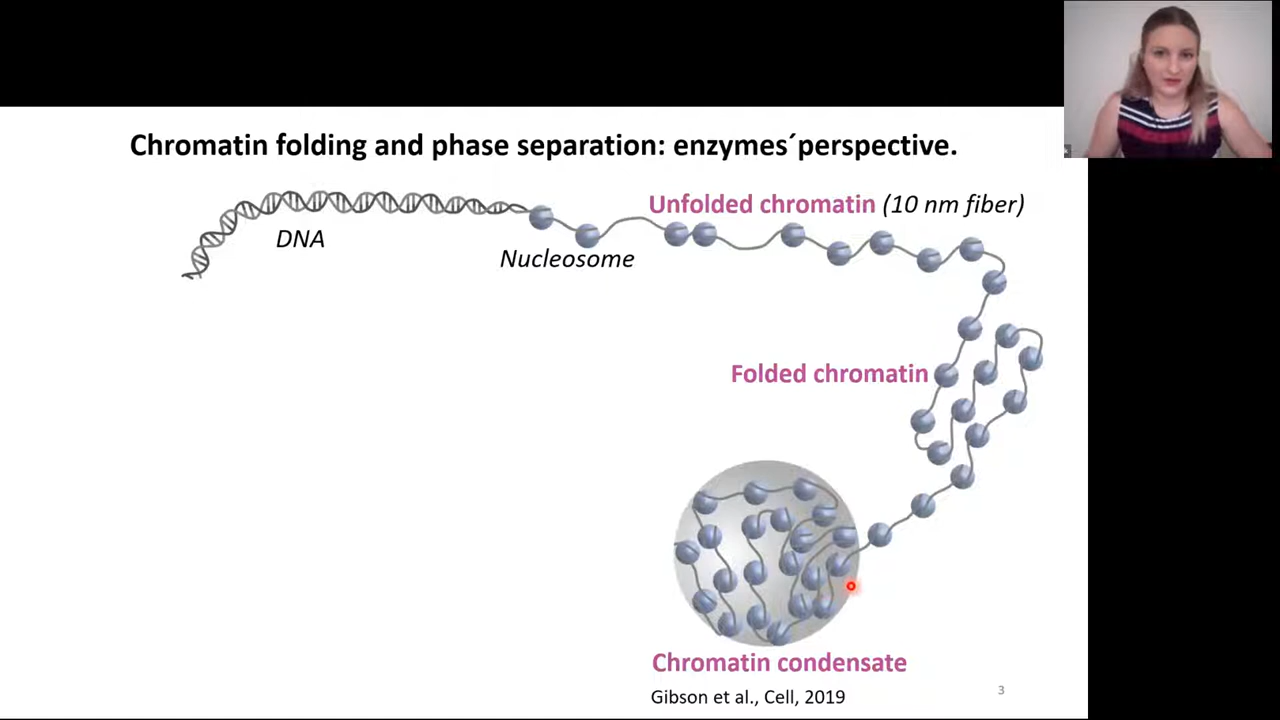 Chromatin folding and phase separation: enzymes´perspective.
Unfolded chromatin (10 nm fiber)
DNA
Nucleosome
Folded chromatin
Chromatin condensate
Gibson et al., Cell, 2019
3